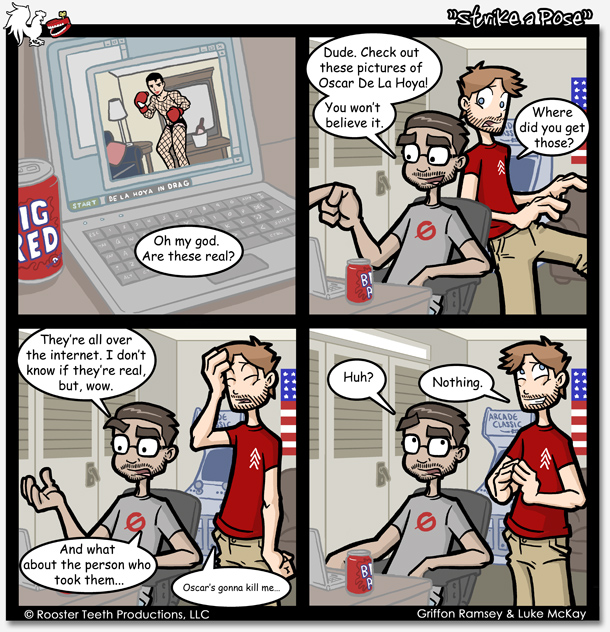 "Strike a Pose"
START
DE LA HOYA IN DRAG
IG
RED
Oh my god.
Are these real?
Dude. Check out
these pictures of
Oscar De La Hoya!
You won't
believe it.
Where
did you get
those?
They're all over
the internet. I don't
know if they're real,
but, wow.
ARCADE
CLASSIC
And what
about the person who
took them...
Oscar's gonna kill me...
Huh?
Nothing.
ARCADE
CLASSIC
© Rooster Teeth Productions, LLC
Griffon Ramsey & Luke McKay